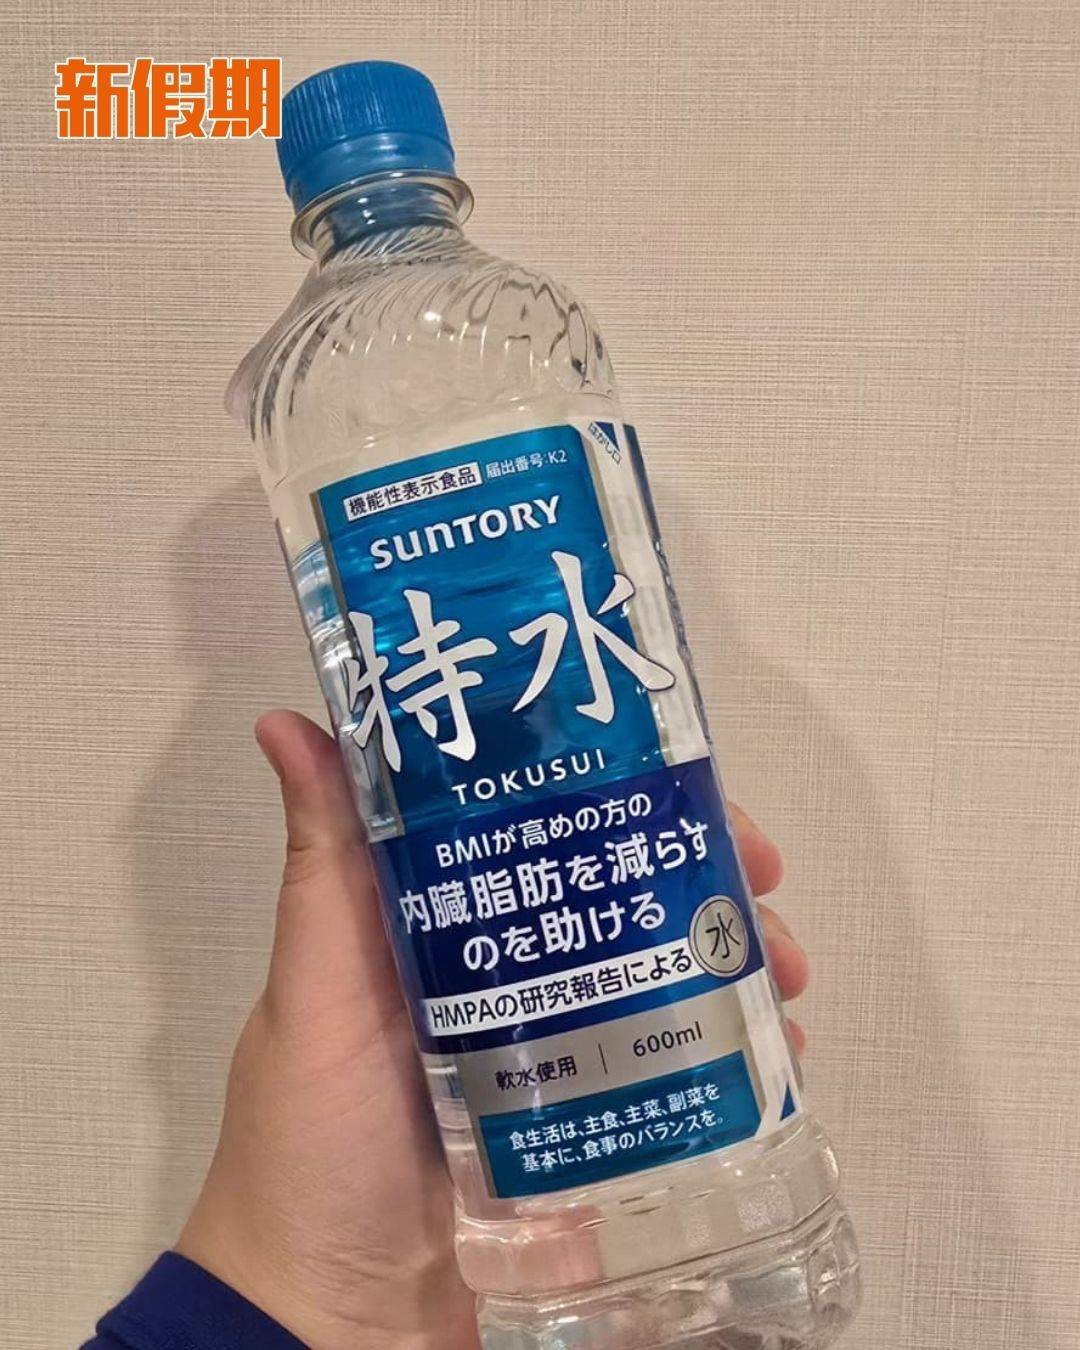 新假期
はがし口
機能性表示食品 届出番号:K2
SUNTORY
特水
TOKUSUI
BMIが高めの方の
内臓脂肪を減らす
のを助ける
水
HMPAの研究報告による
軟水使用 | 600ml
食生活は、主食、主菜、副菜を
基本に、食事のバランスを。